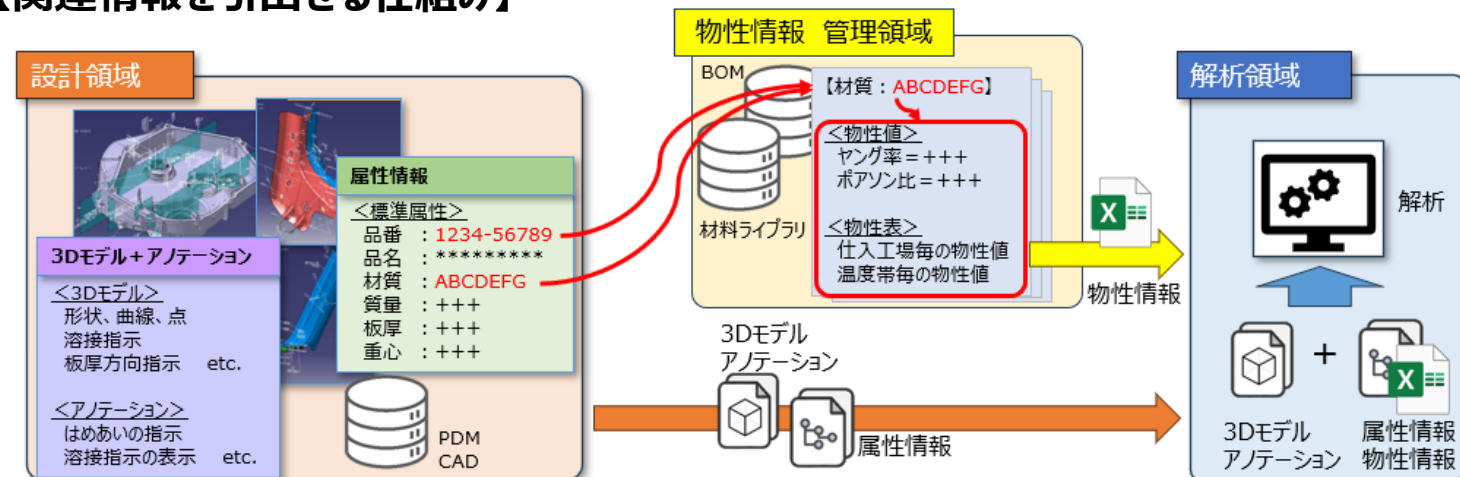 【関連情報を引出せる仕組み】
設計領域
属性情報
<標準属性>
品番 :1234-56789
品名 :*********
材質 :ABCDEFG
質量 :+++
板厚 :+++
重心 :+++
3Dモデル+アノテーション
<3Dモデル>
形状、曲線、点
溶接指示
板厚方向指示 etc.
<アノテーション>
はめあいの指示
溶接指示の表示 etc.
PDM
CAD
物性情報 管理領域
BOM
材料ライブラリ
【材質:ABCDEFG】
<物性値>
ヤング率=+++
ポアソン比=+++
<物性表>
仕入工場毎の物性値
温度帯毎の物性値
物性情報
3Dモデル
アノテーション
属性情報
解析領域
解析
+
3Dモデル
アノテーション
属性情報
物性情報